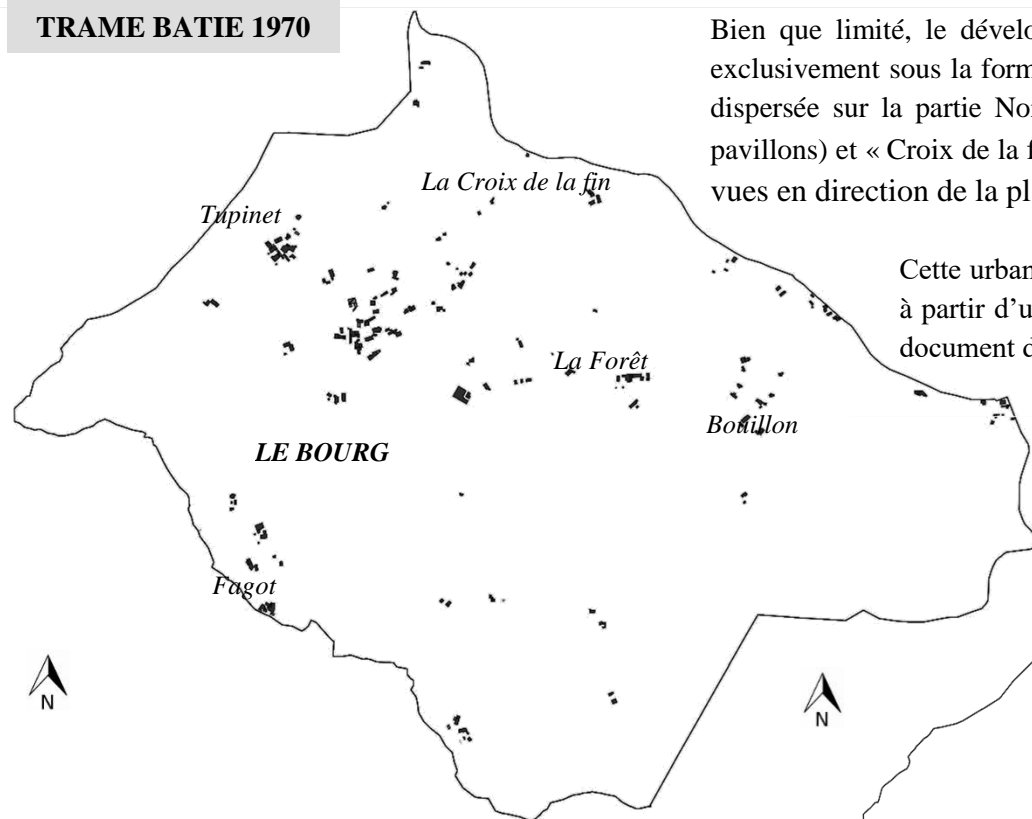 TRAME BATIE 1970
Bien que limité, le dévelo
exclusivement sous la form
dispersée sur la partie No
pavillons) et « Croix de la f
vues en direction de la pl
Cette urban
à partir d’u
document d
La Croix de la fin
Tupinet
La Forêt
Bouillon
LE BOURG
Fagot
N
N